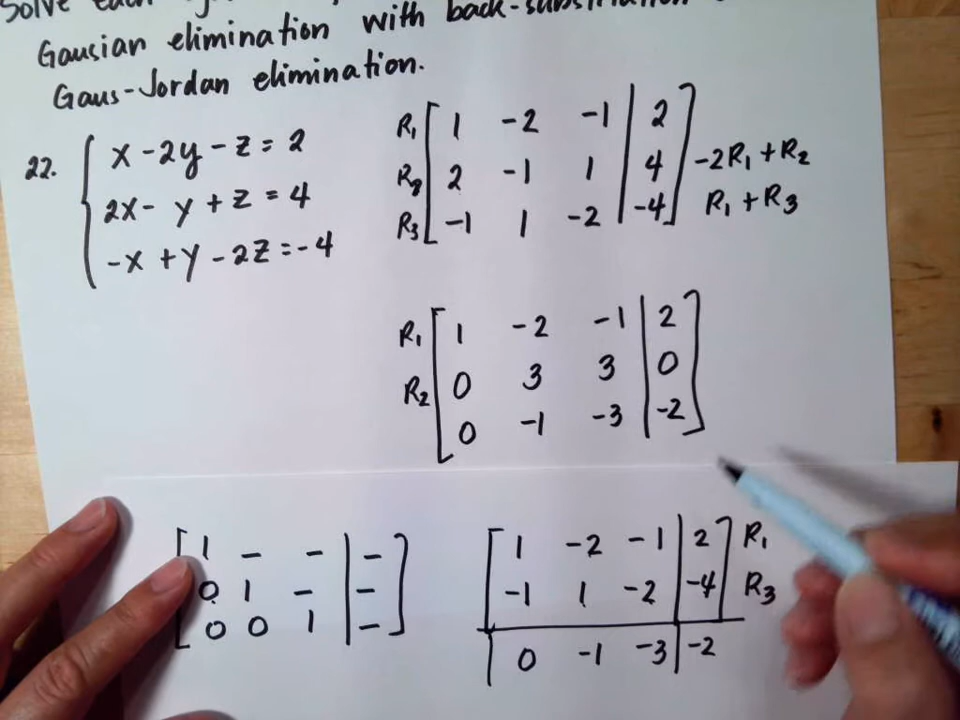 Solve each
Gausian elimination with back-substitution
Gaus-Jordan elimination.
22. x - 2y - z = 2
2x - y + z = 4
-x + y - 2z = -4
R1 1 -2 -1 2
R2 2 -1 1 4 -2R1 + R2
R3 -1 1 -2 -4 R1 + R3
R1 1 -2 -1 2
R2 0 3 3 0
0 -1 -3 -2
1 - - | -
0 1 - | -
0 0 1 | -
1 -2 -1 | 2 R1
-1 1 -2 | -4 R3
0 -1 -3 | -2